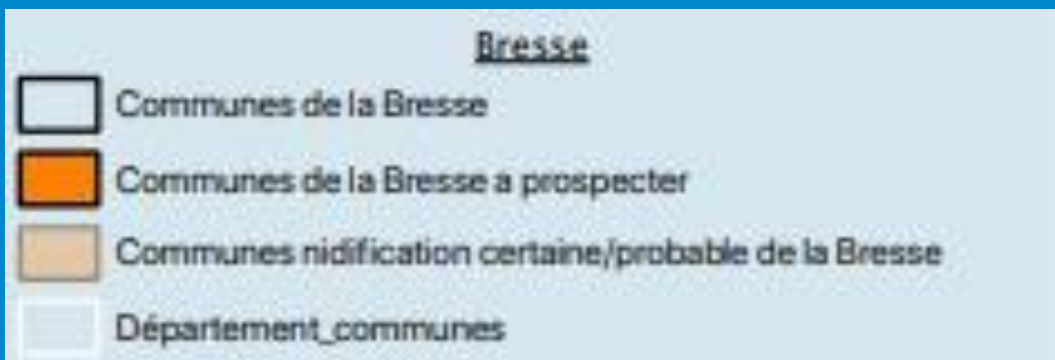 Bresse
Communes de la Bresse
Communes de la Bresse a prospecter
Communes nidification certaine/probable de la Bresse
Département_communes